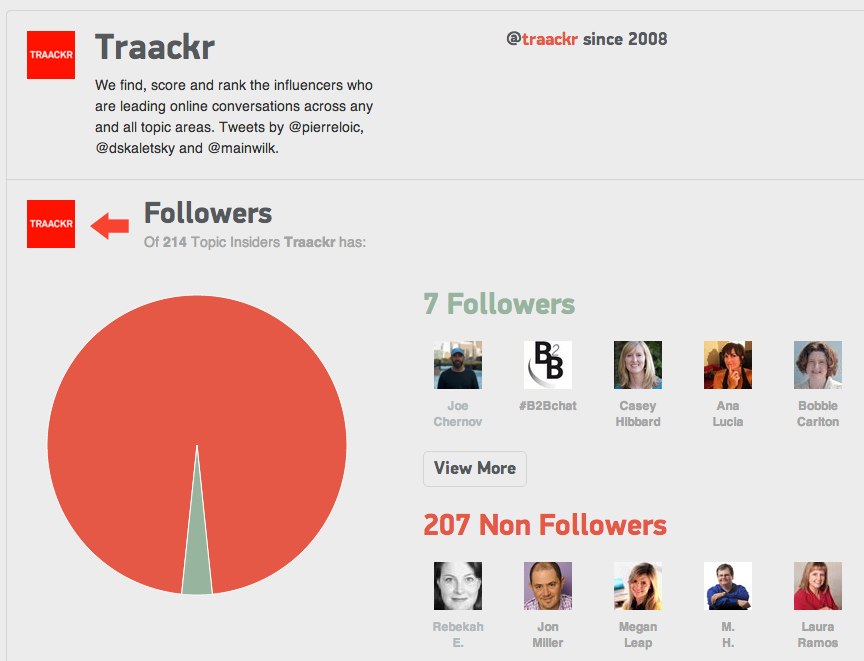 TRAACKR
Traackr
@traackr since 2008
We find, score and rank the influencers who
are leading online conversations across any
and all topic areas. Tweets by @pierreloic,
@dskaletsky and @mainwilk.
TRAACKR
Followers
Of 214 Topic Insiders Traackr has:
7 Followers
B2B
Joe
Chernov
#B2Bchat
Casey
Hibbard
Ana
Lucia
Bobbie
Carlton
View More
207 Non Followers
Rebekah
E.
Jon
Miller
Megan
Leap
M.
H.
Laura
Ramos